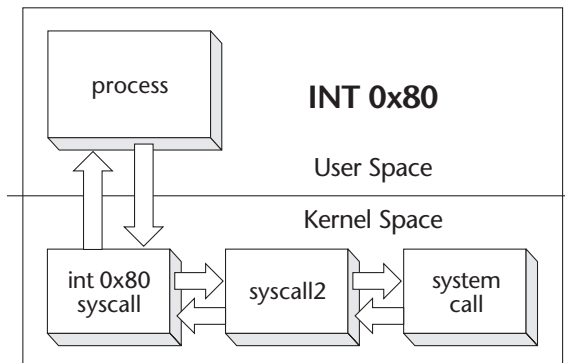 process
INT 0x80
User Space
Kernel Space
int 0x80
syscall
syscall2
system
call